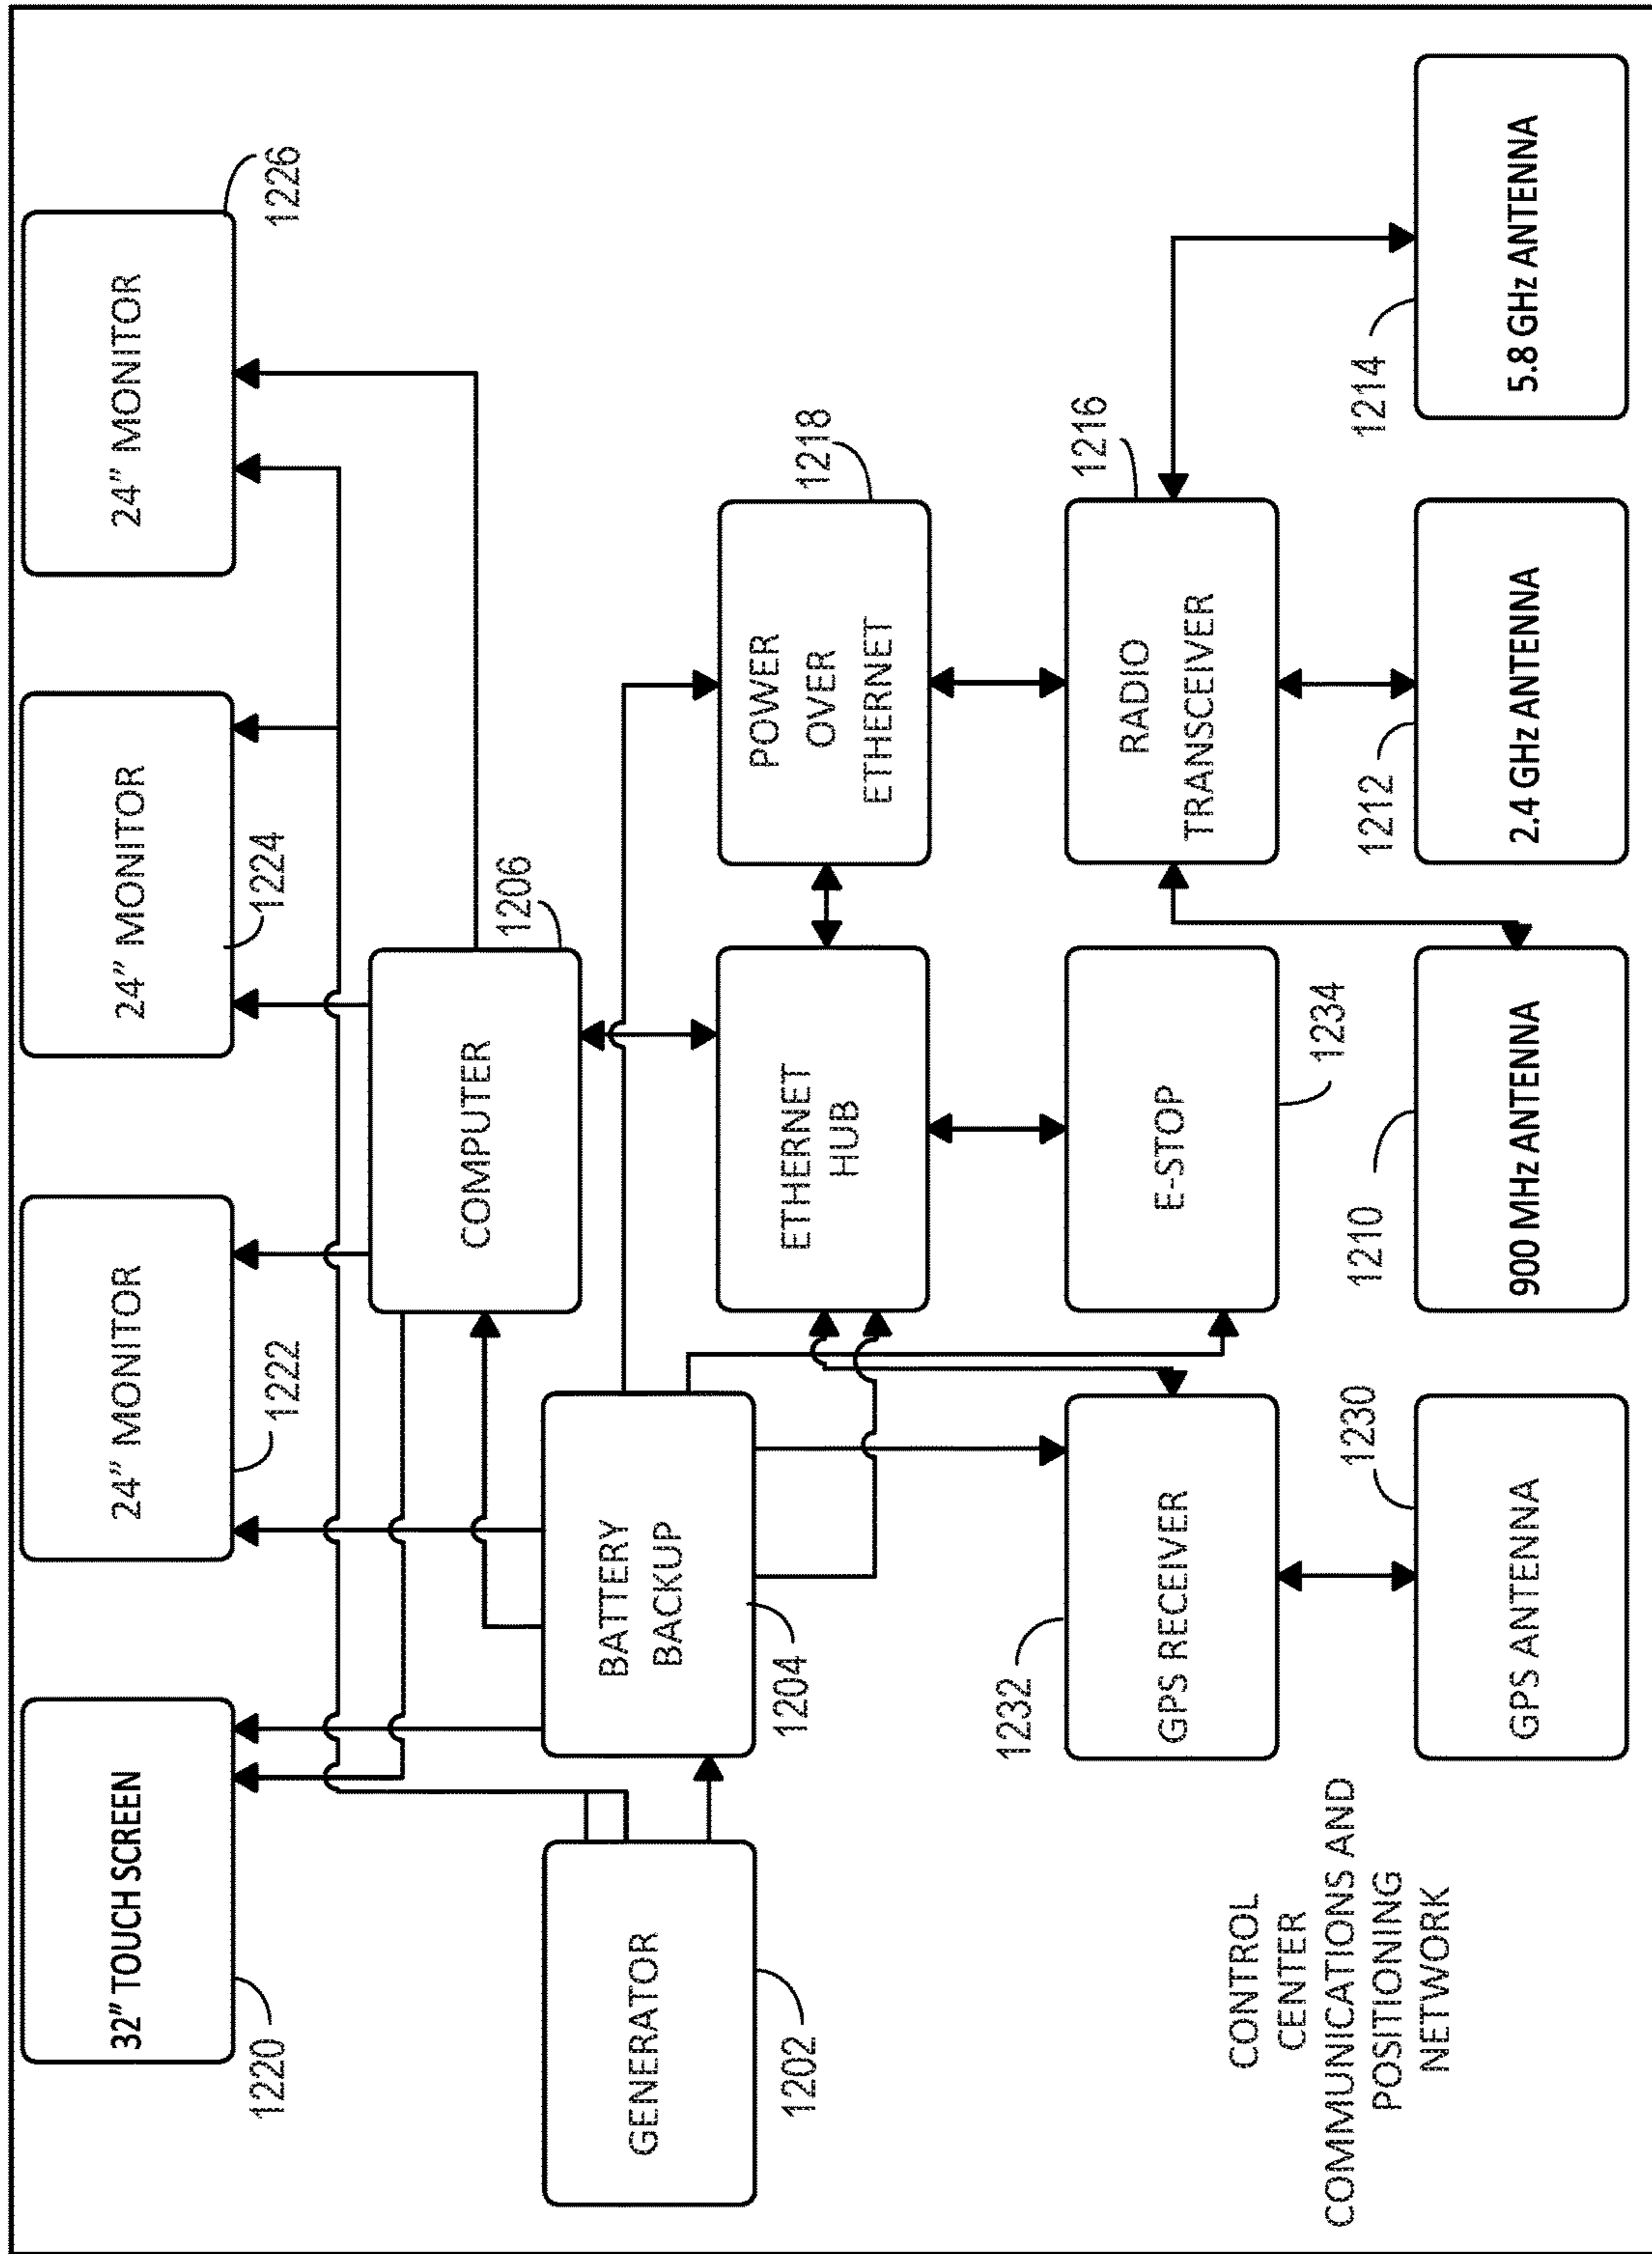 32” TOUCH SCREEN
1220
24” MONITOR
1222
24” MONITOR
1224
24” MONITOR
1226
COMPUTER
1206
GENERATOR
1202
BATTERY
BACKUP
1204
ETHERNET
HUB
POWER
OVER
ETHERNET
1218
GPS RECEIVER
1232
E-STOP
1234
RADIO
TRANSCEIVER
1216
GPS ANTENNA
1230
900 MHz ANTENNA
1210
2.4 GHz ANTENNA
1212
5.8 GHz ANTENNA
1214
CONTROL
CENTER
COMMUNICATIONS AND
POSITIONING
NETWORK